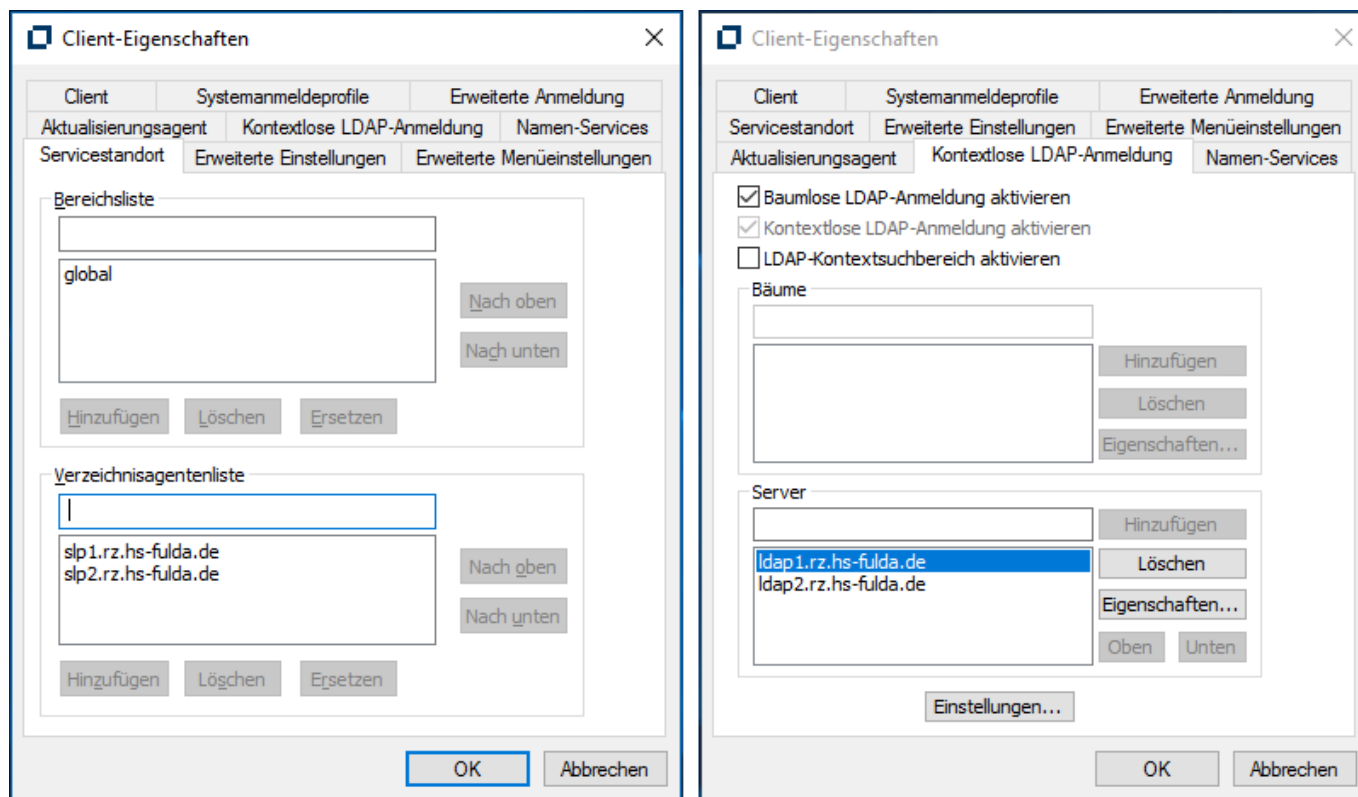 Client-Eigenschaften
Client Systemanmeldeprofile Erweiterte Anmeldung
Aktualisierungsagent Kontextlose LDAP-Anmeldung Namen-Services
Servicestandort Erweiterte Einstellungen Erweiterte Menüeinstellungen
Bereichsliste
global
Nach oben
Nach unten
Hinzufügen Löschen Ersetzen
Verzeichnisagentenliste
slp1.rz.hs-fulda.de
slp2.rz.hs-fulda.de
Nach oben
Nach unten
Hinzufügen Löschen Ersetzen
OK Abbrechen
Client-Eigenschaften
Client Systemanmeldeprofile Erweiterte Anmeldung
Servicestandort Erweiterte Einstellungen Erweiterte Menüeinstellungen
Aktualisierungsagent Kontextlose LDAP-Anmeldung Namen-Services
Baumlose LDAP-Anmeldung aktivieren
Kontextlose LDAP-Anmeldung aktivieren
LDAP-Kontextsuchbereich aktivieren
Bäume
Hinzufügen
Löschen
Eigenschaften...
Server
Hinzufügen
ldap1.rz.hs-fulda.de
Löschen
ldap2.rz.hs-fulda.de
Eigenschaften...
Oben Unten
Einstellungen...
OK Abbrechen